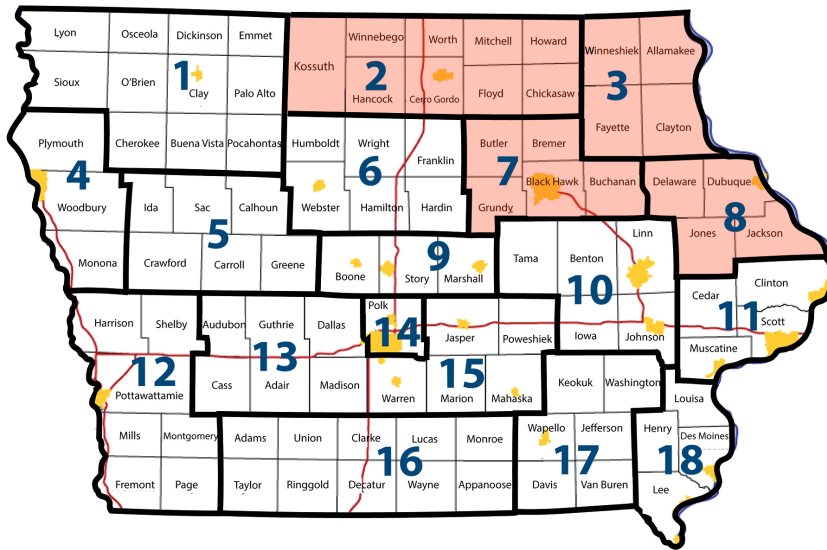 Lyon
Osceola
Dickinson
Emmet
Sioux
O'Brien
1
Clay
Palo Alto
Cherokee
Buena Vista
Pocahontas
Kossuth
Winnebego
Worth
Mitchell
Howard
2
Hancock
Cerro Gordo
Floyd
Chickasaw
Winneshiek
Allamakee
3
Fayette
Clayton
Plymouth
4
Woodbury
Monona
Ida
Sac
Calhoun
5
Crawford
Carroll
Greene
Humboldt
Wright
Franklin
6
Webster
Hamilton
Hardin
Butler
Bremer
7
Black Hawk
Buchanan
Grundy
Delaware
Dubuque
8
Jones
Jackson
9
Boone
Story
Marshall
Tama
Benton
Linn
10
Iowa
Johnson
Cedar
Clinton
11
Scott
Muscatine
Harrison
Shelby
12
Pottawattamie
Mills
Montgomery
Fremont
Page
Audubon
Guthrie
Dallas
13
Cass
Adair
Madison
Polk
14
Jasper
Poweshiek
15
Warren
Marion
Mahaska
Adams
Union
Clarke
Lucas
Monroe
16
Taylor
Ringgold
Decatur
Wayne
Appanoose
Keokuk
Washington
Wapello
Jefferson
17
Davis
Van Buren
Louisa
Henry
Des Moines
18
Lee